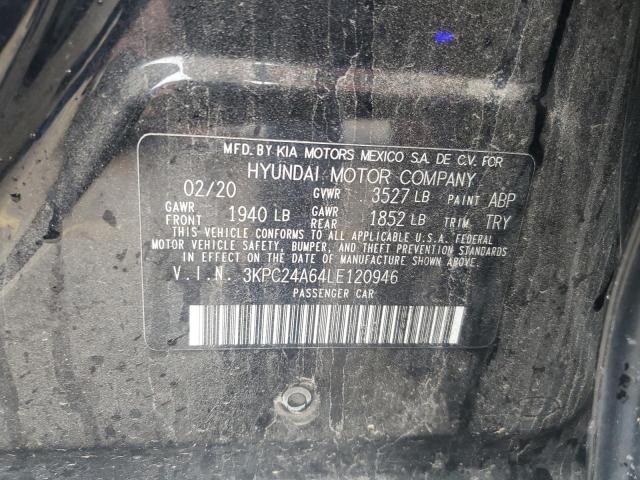 MFD. BY KIA MOTORS MEXICO S.A. DE C.V. FOR
HYUNDAI MOTOR COMPANY
02/20 GVWR 3527 LB PAINT ABP
GAWR FRONT 1940 LB GAWR REAR 1852 LB TRIM TRY
THIS VEHICLE CONFORMS TO ALL APPLICABLE U.S.A. FEDERAL
MOTOR VEHICLE SAFETY, BUMPER, AND THEFT PREVENTION STANDARDS
IN EFFECT ON THE DATE OF MANUFACTURE SHOWN ABOVE.
V.I.N. 3KPC24A64LE120946
PASSENGER CAR